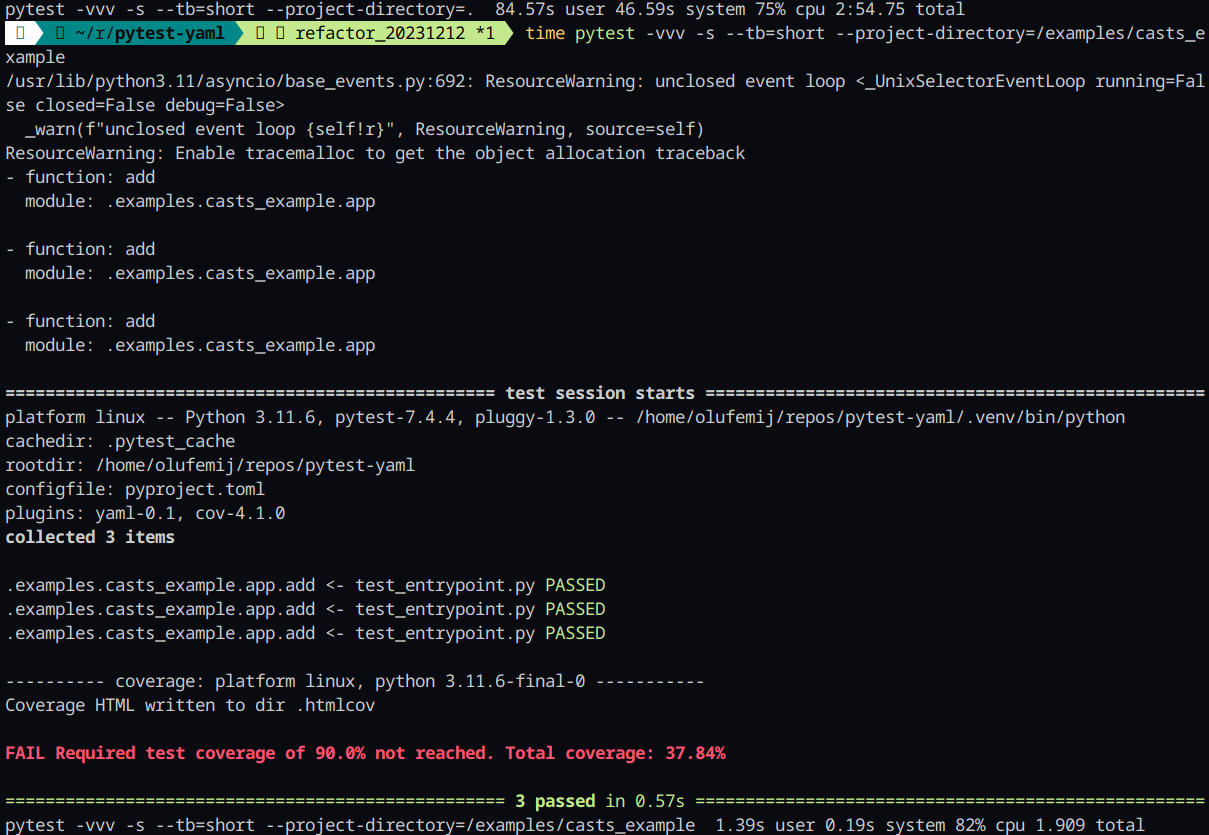 pytest -vvv -s --tb=short --project-directory=.  84.57s user 46.59s system 75% cpu 2:54.75 total
~/r/pytest-yaml refactor_20231212 *1 time pytest -vvv -s --tb=short --project-directory=/examples/casts_e
xample
/usr/lib/python3.11/asyncio/base_events.py:692: ResourceWarning: unclosed event loop <_UnixSelectorEventLoop running=Fal
se closed=False debug=False>
  _warn(f"unclosed event loop {self!r}", ResourceWarning, source=self)
ResourceWarning: Enable tracemalloc to get the object allocation traceback
- function: add
  module: .examples.casts_example.app
- function: add
  module: .examples.casts_example.app
- function: add
  module: .examples.casts_example.app
================================================= test session starts ==================================================
platform linux -- Python 3.11.6, pytest-7.4.4, pluggy-1.3.0 -- /home/olufemij/repos/pytest-yaml/.venv/bin/python
cachedir: .pytest_cache
rootdir: /home/olufemij/repos/pytest-yaml
configfile: pyproject.toml
plugins: yaml-0.1, cov-4.1.0
collected 3 items
.examples.casts_example.app.add <- test_entrypoint.py PASSED
.examples.casts_example.app.add <- test_entrypoint.py PASSED
.examples.casts_example.app.add <- test_entrypoint.py PASSED
---------- coverage: platform linux, python 3.11.6-final-0 -----------
Coverage HTML written to dir .htmlcov
FAIL Required test coverage of 90.0% not reached. Total coverage: 37.84%
================================================== 3 passed in 0.57s ===================================================
pytest -vvv -s --tb=short --project-directory=/examples/casts_example  1.39s user 0.19s system 82% cpu 1.909 total